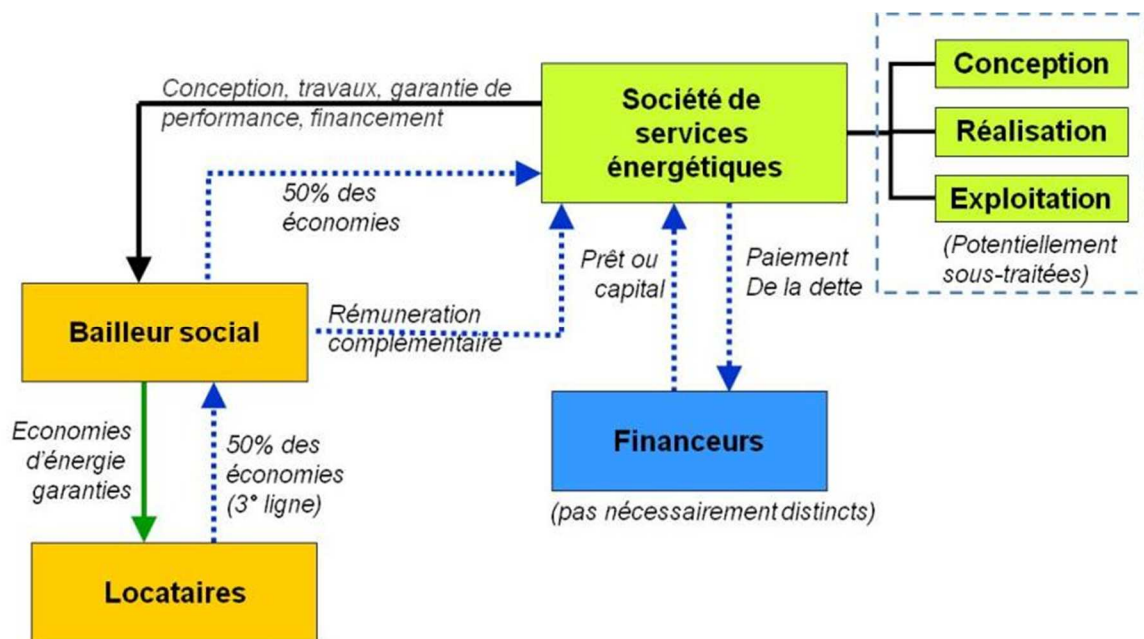 Conception, travaux, garantie de
performance, financement
Société de
services
énergétiques
Conception
Réalisation
Exploitation
(Potentiellement
sous-traitées)
50% des
économies
Prêt ou
capital
Paiement
De la dette
Bailleur social
Rémuneration
complémentaire
Economies
d'énergie
garanties
50% des
économies
(3° ligne)
Financeurs
(pas nécessairement distincts)
Locataires